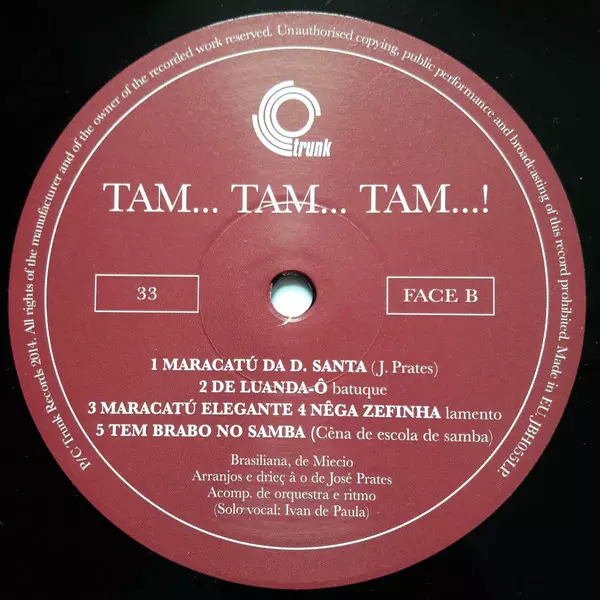 P/C Trunk Records 2014. All rights of the manufacturer and of the owner of the recorded work reserved. Unauthorised copying, public performance and broadcasting of this record prohibited. Made in EU. JBH055LP
trunk
TAM... TAM... TAM...!
33
FACE B
1 MARACATÚ DA D. SANTA (J. Prates)
2 DE LUANDA-Ô batuque
3 MARACATÚ ELEGANTE 4 NÊGA ZEFINHA lamento
5 TEM BRABO NO SAMBA (Cêna de escola de samba)
Brasiliana, de Miecio
Arranjos e drieç â o de José Prates
Acomp. de orquestra e ritmo
(Solo vocal: Ivan de Paula)